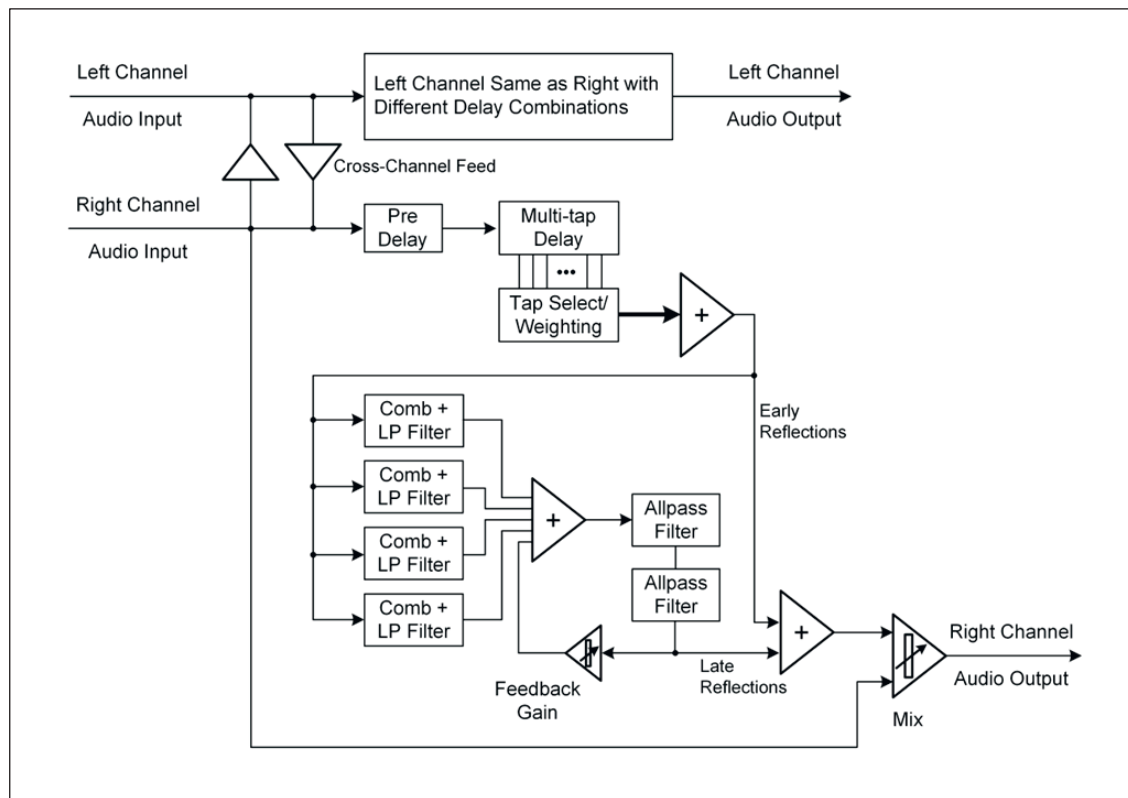 Left Channel
Audio Input
Left Channel Same as Right with
Different Delay Combinations
Left Channel
Audio Output
Cross-Channel Feed
Right Channel
Audio Input
Pre
Delay
Multi-tap
Delay
•••
Tap Select/
Weighting
+
Early
Reflections
Comb +
LP Filter
Comb +
LP Filter
Comb +
LP Filter
Comb +
LP Filter
+
Allpass
Filter
Allpass
Filter
Feedback
Gain
Late
Reflections
+
Mix
Right Channel
Audio Output